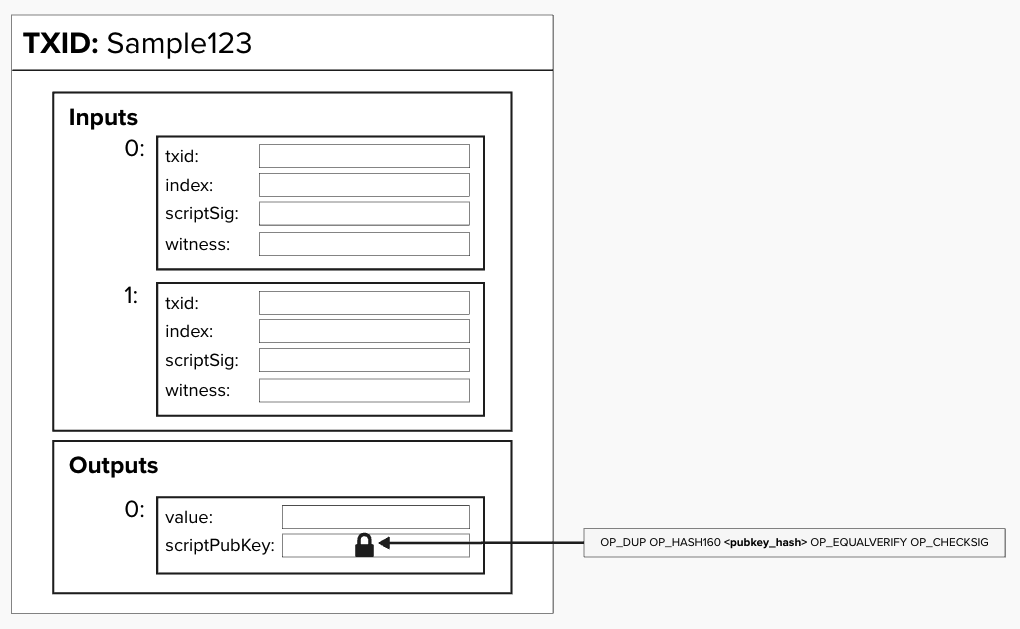 TXID: Sample123
Inputs
0:
txid:
index:
scriptSig:
witness:
1:
txid:
index:
scriptSig:
witness:
Outputs
0:
value:
scriptPubKey:
OP_DUP OP_HASH160 <pubkey_hash> OP_EQUALVERIFY OP_CHECKSIG